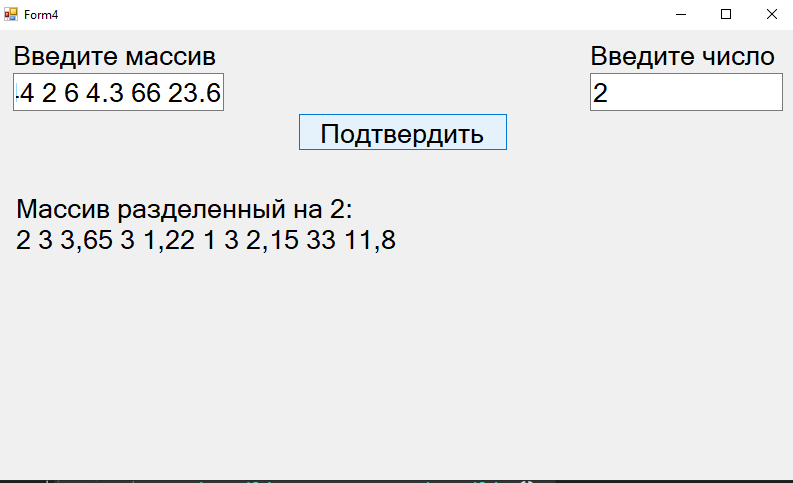 Form4
Введите массив
Введите число
4 2 6 4.3 66 23.6
2
Подтвердить
Массив разделенный на 2:
2 3 3,65 3 1,22 1 3 2,15 33 11,8